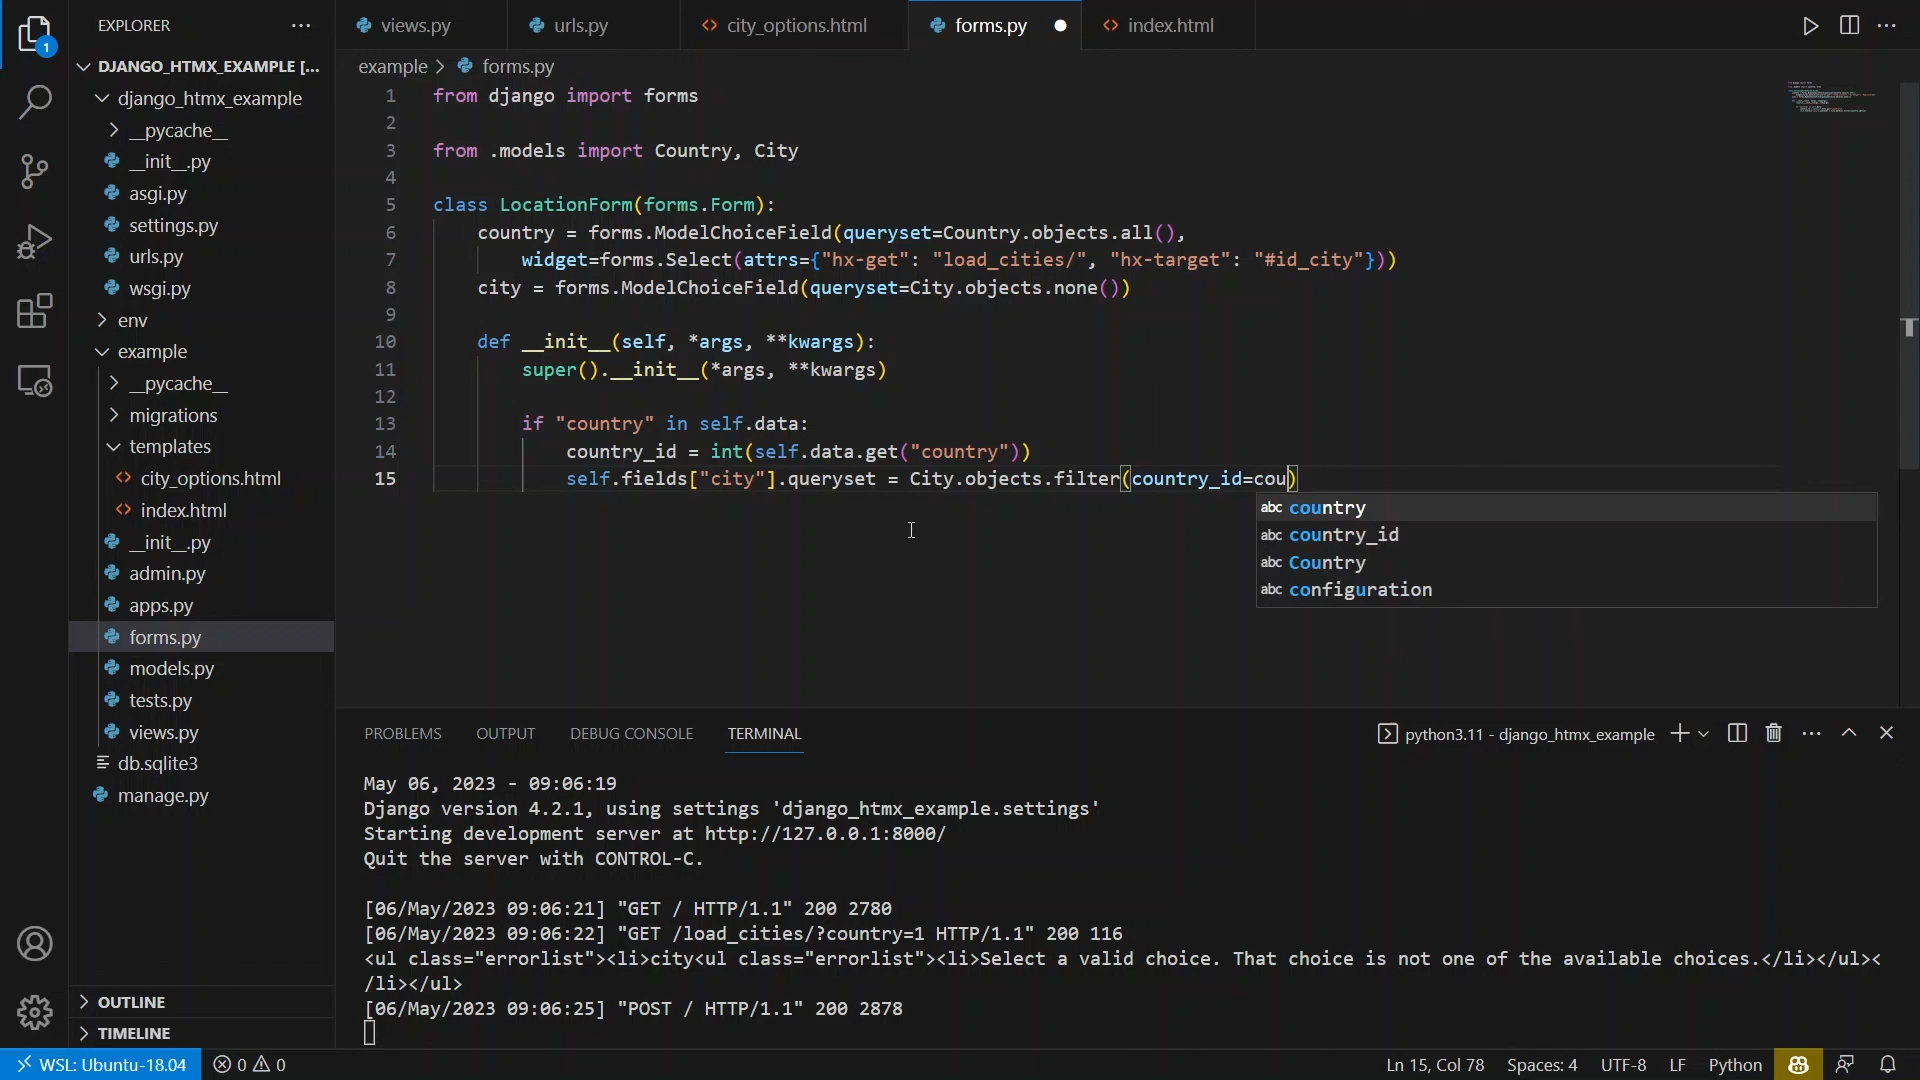 EXPLORER
1
DJANGO_HTMX_EXAMPLE [...
django_htmx_example
__pycache__
__init__.py
asgi.py
settings.py
urls.py
wsgi.py
env
example
__pycache__
migrations
templates
city_options.html
index.html
__init__.py
admin.py
apps.py
forms.py
models.py
tests.py
views.py
db.sqlite3
manage.py
OUTLINE
TIMELINE
views.py urls.py city_options.html forms.py index.html
example > forms.py
1 from django import forms
2
3 from .models import Country, City
4
5 class LocationForm(forms.Form):
6 country = forms.ModelChoiceField(queryset=Country.objects.all(),
7 widget=forms.Select(attrs={"hx-get": "load_cities/", "hx-target": "#id_city"}))
8 city = forms.ModelChoiceField(queryset=City.objects.none())
9
10 def __init__(self, *args, **kwargs):
11 super().__init__(*args, **kwargs)
12
13 if "country" in self.data:
14 country_id = int(self.data.get("country"))
15 self.fields["city"].queryset = City.objects.filter(country_id=cou)
abc country
abc country_id
abc Country
abc configuration
PROBLEMS OUTPUT DEBUG CONSOLE TERMINAL python3.11 - django_htmx_example
May 06, 2023 - 09:06:19
Django version 4.2.1, using settings 'django_htmx_example.settings'
Starting development server at http://127.0.0.1:8000/
Quit the server with CONTROL-C.
[06/May/2023 09:06:21] "GET / HTTP/1.1" 200 2780
[06/May/2023 09:06:22] "GET /load_cities/?country=1 HTTP/1.1" 200 116
<ul class="errorlist"><li>city<ul class="errorlist"><li>Select a valid choice. That choice is not one of the available choices.</li></ul><
/li></ul>
[06/May/2023 09:06:25] "POST / HTTP/1.1" 200 2878
WSL: Ubuntu-18.04 0 0 Ln 15, Col 78 Spaces: 4 UTF-8 LF Python